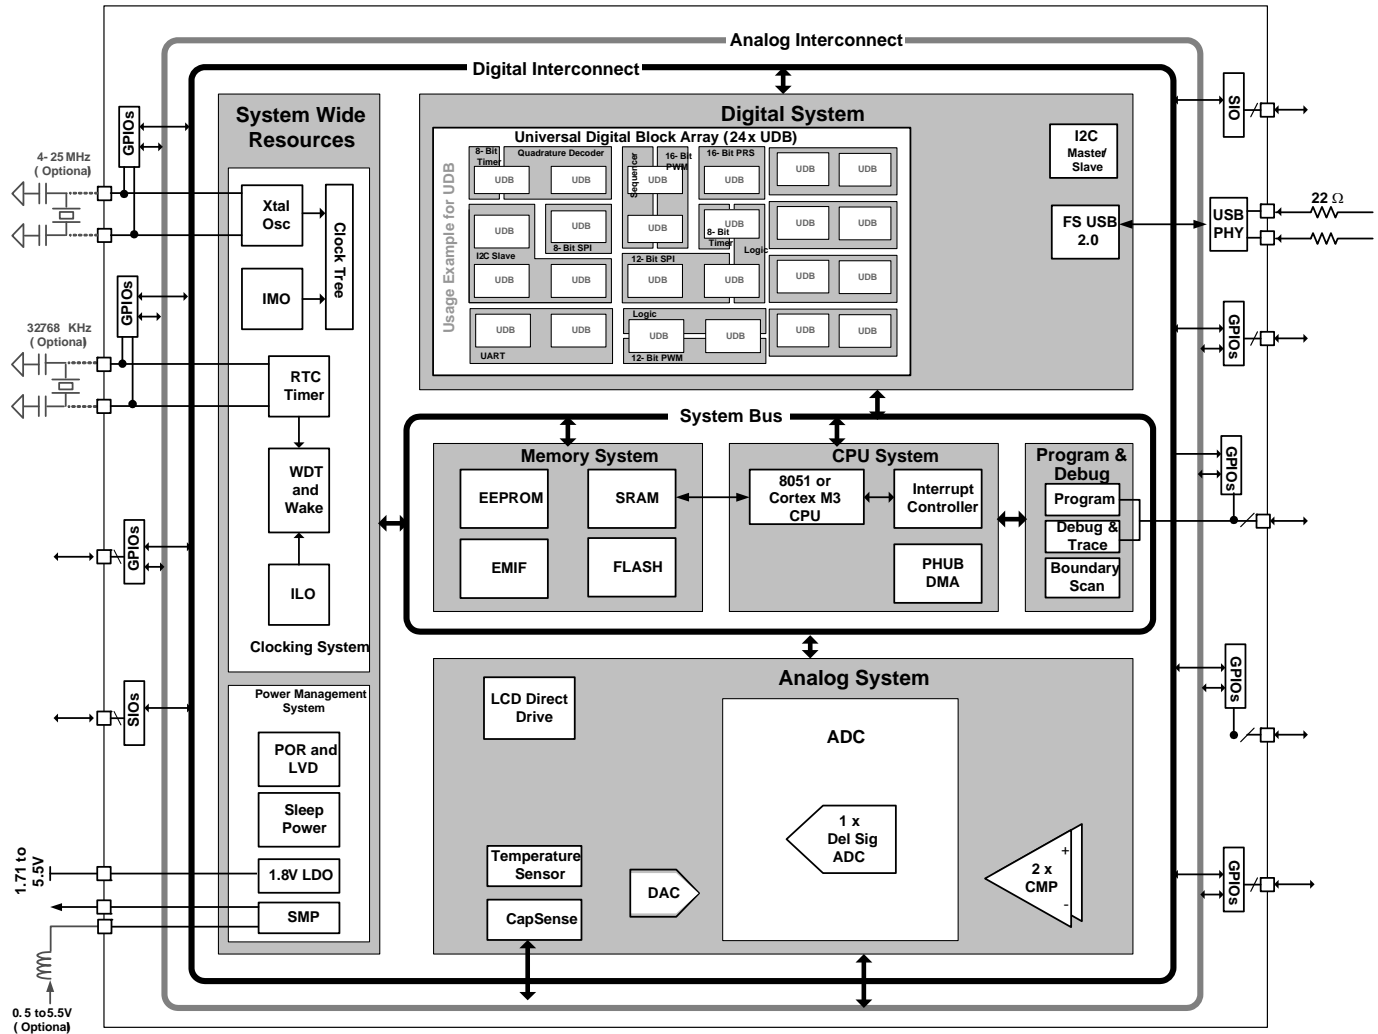 Analog Interconnect
Digital Interconnect
System Wide
Resources
Xtal
Osc
IMO
Clock Tree
RTC
Timer
WDT
and
Wake
ILO
Clocking System
Power Management
System
POR and
LVD
Sleep
Power
1.8V LDO
SMP
GPIOs
4- 25 MHz
( Optional)
GPIOs
32768 KHz
( Optional)
GPIOs
SIOs
1.71 to
5.5V
0. 5 to5.5V
( Optional)
Digital System
Universal Digital Block Array (24x UDB)
Usage Example for UDB
8- Bit
Timer
Quadrature Decoder
Sequencer
16- Bit
PWM
16- Bit PRS
UDB
UDB
UDB
UDB
UDB
UDB
UDB
UDB
UDB
UDB
8- Bit
Timer
UDB
UDB
I2C Slave
8- Bit SPI
12- Bit SPI
Logic
UDB
UDB
UDB
UDB
UDB
UDB
Logic
UDB
UDB
UDB
UDB
UDB
UDB
UART
12- Bit PWM
I2C
Master/
Slave
FS USB
2.0
System Bus
Memory System
EEPROM
SRAM
EMIF
FLASH
CPU System
8051 or
Cortex M3
CPU
Interrupt
Controller
PHUB
DMA
Program &
Debug
Program
Debug &
Trace
Boundary
Scan
Analog System
LCD Direct
Drive
ADC
1 x
Del Sig
ADC
Temperature
Sensor
CapSense
DAC
+
2 x
CMP
-
SIO
USB
PHY
22 Ω
GPIOs
GPIOs
GPIOs
GPIOs